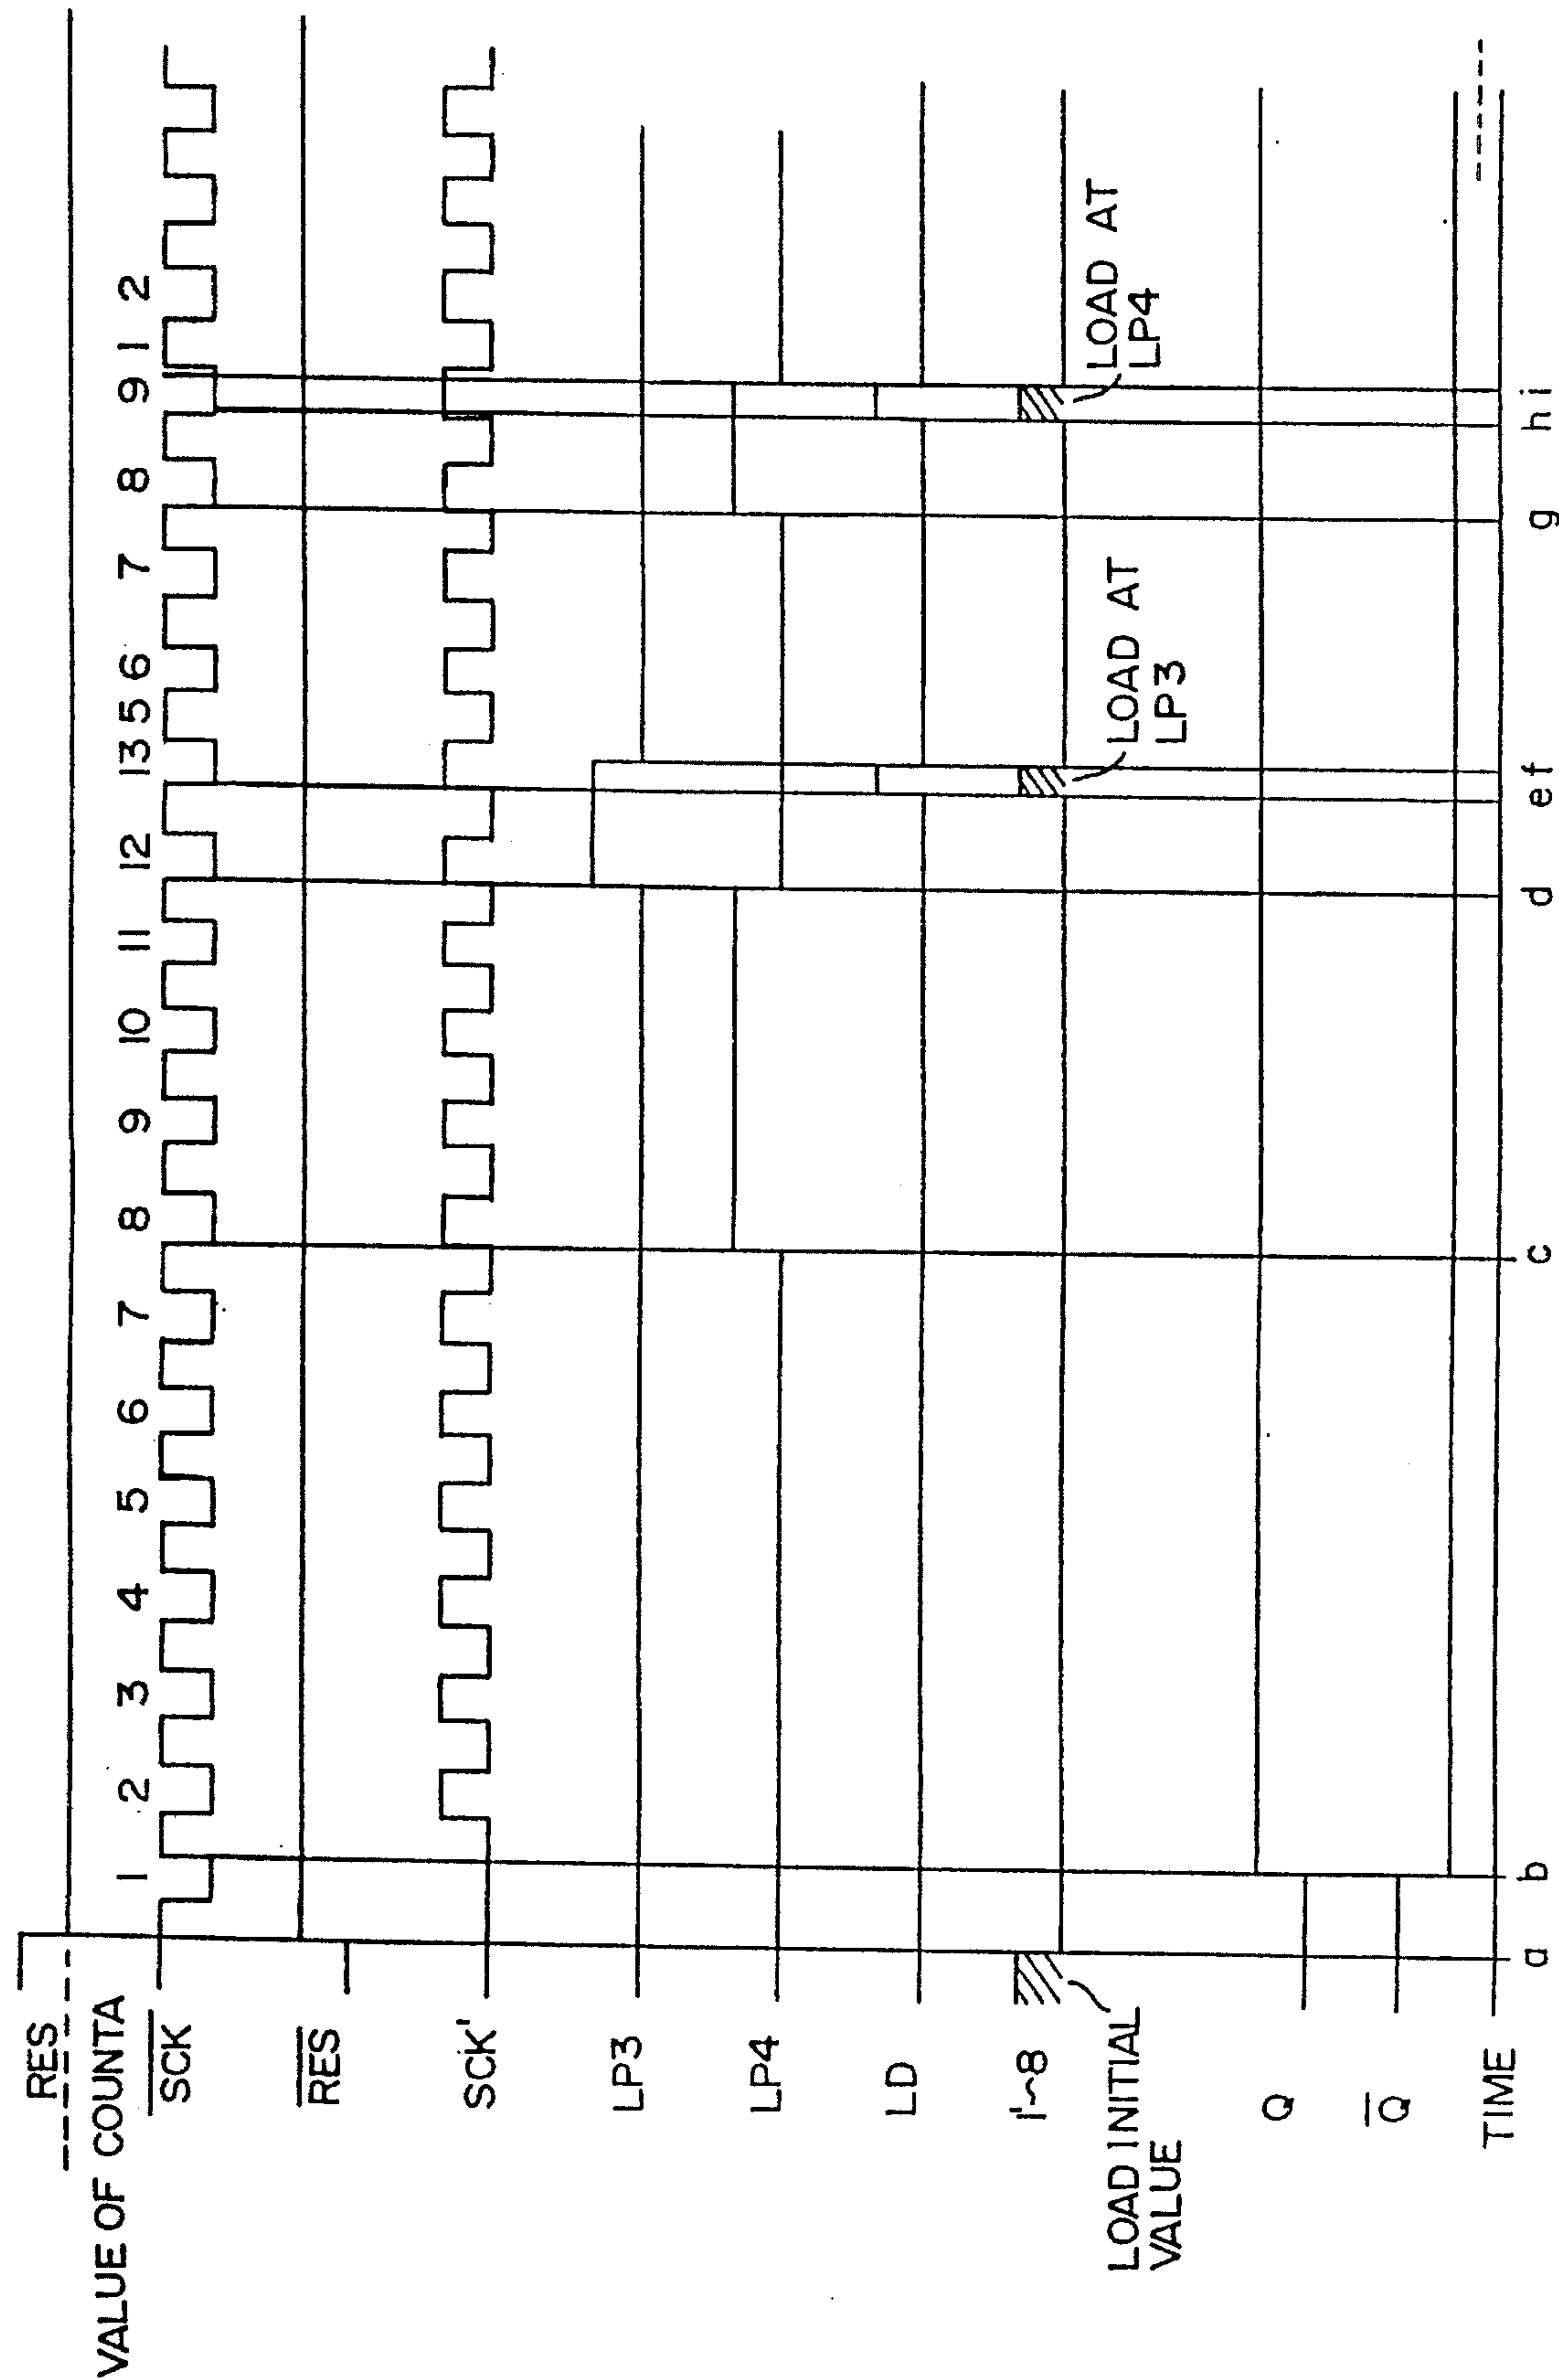 RES
VALUE OF COUNTA
1 2 3 4 5 6 7 8 9 10 11 12 13 5 6 7 8 9 1 2
SCK
RES
SCK'
LP3
LP4
LD
1'~8
LOAD INITIAL
VALUE
LOAD AT
LP3
LOAD AT
LP4
Q
Q
TIME
a b c d e f g h i